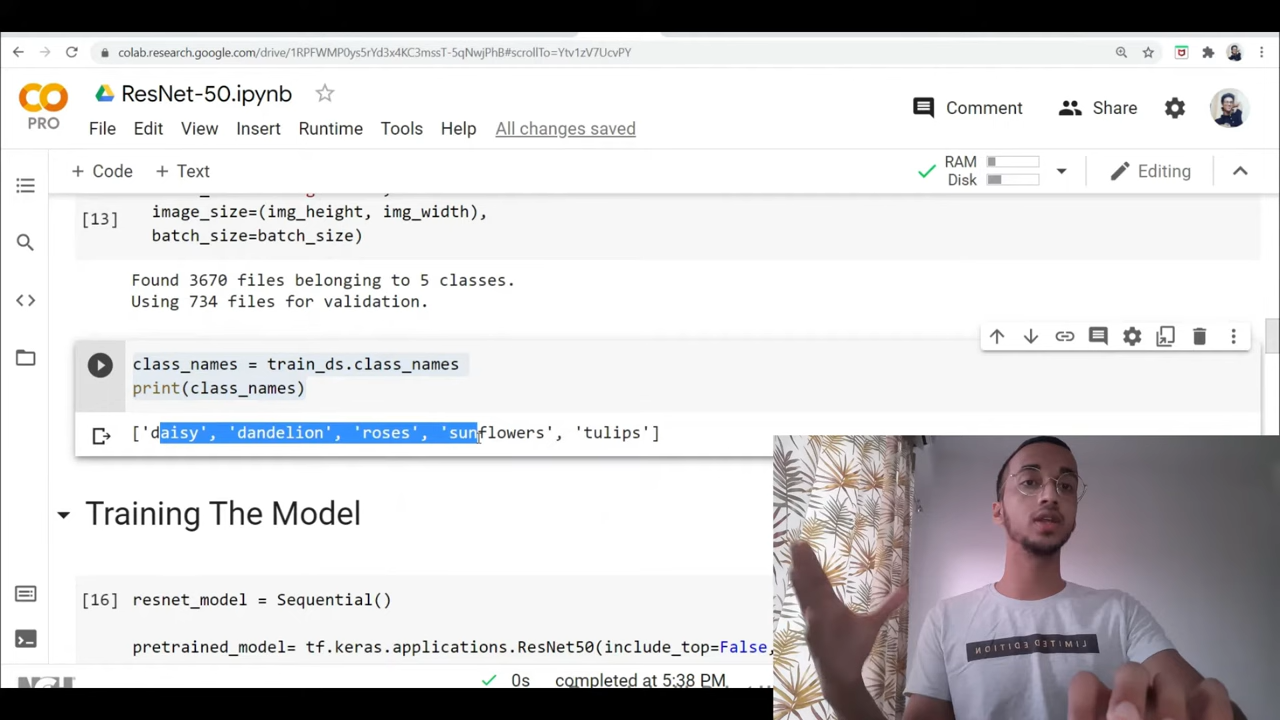 colab.research.google.com/drive/1RPFWMP0ys5rYd3x4KC3mssT-5qNwjPhB#scrollTo=Ytv1zV7UcvPY
CO
PRO
ResNet-50.ipynb
Comment
Share
File Edit View Insert Runtime Tools Help All changes saved
+ Code + Text
RAM
Disk
Editing
image_size=(img_height, img_width),
[13]
batch_size=batch_size)
Found 3670 files belonging to 5 classes.
Using 734 files for validation.
class_names = train_ds.class_names
print(class_names)
['daisy', 'dandelion', 'roses', 'sunflowers', 'tulips']
Training The Model
[16] resnet_model = Sequential()
pretrained_model= tf.keras.applications.ResNet50(include_top=False,
0s completed at 5:38 PM
LIMITED EDITION